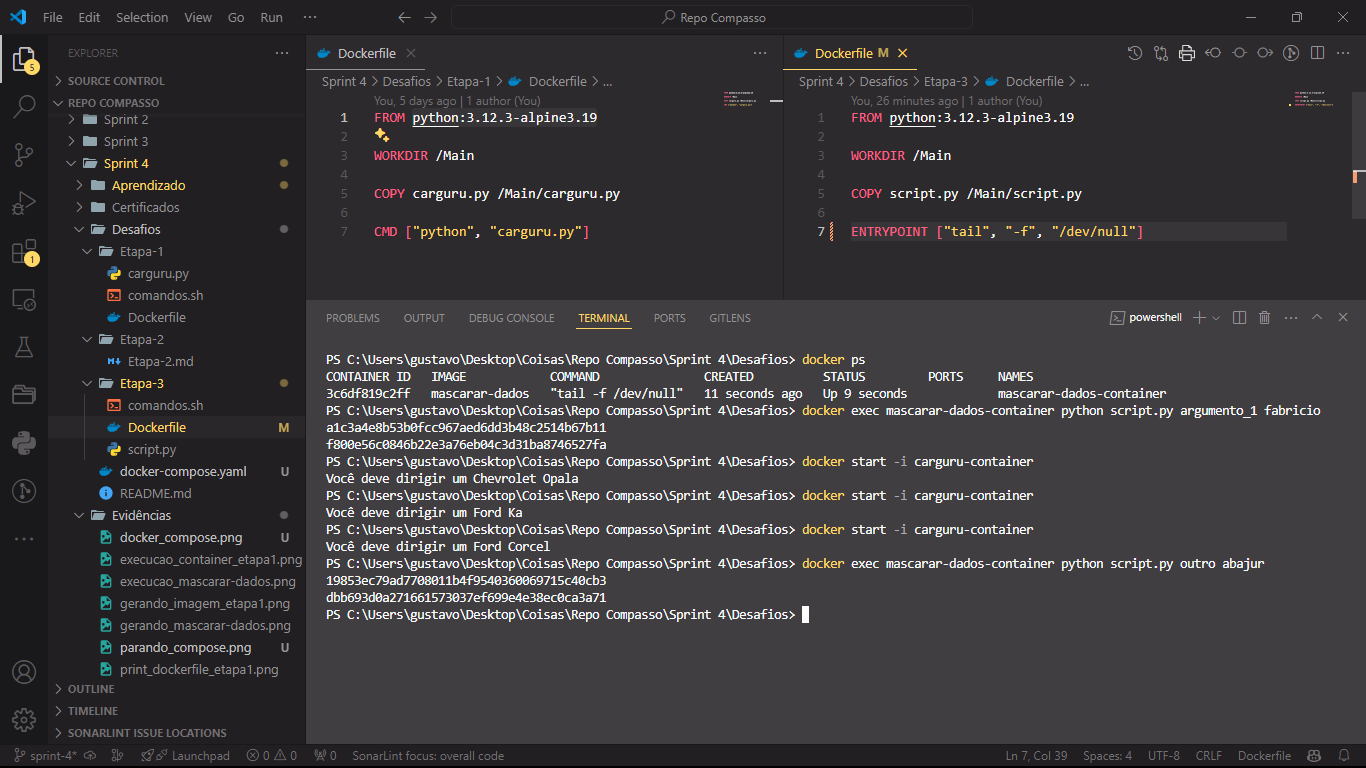 File Edit Selection View Go Run ··· Repo Compasso
EXPLORER
SOURCE CONTROL
REPO COMPASSO
Sprint 2
Sprint 3
Sprint 4
Aprendizado
Certificados
Desafios
Etapa-1
carguru.py
comandos.sh
Dockerfile
Etapa-2
Etapa-2.md
Etapa-3
comandos.sh
Dockerfile M
script.py
docker-compose.yaml U
README.md
Evidências
docker_compose.png U
execucao_container_etapa1.png
execucao_mascarar-dados.png
gerando_imagem_etapa1.png
gerando_mascarar-dados.png
parando_compose.png U
print_dockerfile_etapa1.png
OUTLINE
TIMELINE
SONARLINT ISSUE LOCATIONS
5
1
Dockerfile
Sprint 4 > Desafios > Etapa-1 > Dockerfile > ...
You, 5 days ago | 1 author (You)
1 FROM python:3.12.3-alpine3.19
2
3 WORKDIR /Main
4
5 COPY carguru.py /Main/carguru.py
6
7 CMD ["python", "carguru.py"]
Dockerfile M
Sprint 4 > Desafios > Etapa-3 > Dockerfile > ...
You, 26 minutes ago | 1 author (You)
1 FROM python:3.12.3-alpine3.19
2
3 WORKDIR /Main
4
5 COPY script.py /Main/script.py
6
7 ENTRYPOINT ["tail", "-f", "/dev/null"]
PROBLEMS OUTPUT DEBUG CONSOLE TERMINAL PORTS GITLENS powershell
PS C:\Users\gustavo\Desktop\Coisas\Repo Compasso\Sprint 4\Desafios> docker ps
CONTAINER ID IMAGE COMMAND CREATED STATUS PORTS NAMES
3c6df819c2ff mascarar-dados "tail -f /dev/null" 11 seconds ago Up 9 seconds mascarar-dados-container
PS C:\Users\gustavo\Desktop\Coisas\Repo Compasso\Sprint 4\Desafios> docker exec mascarar-dados-container python script.py argumento_1 fabricio
a1c3a4e8b53b0fcc967aed6dd3b48c2514b67b11
f800e56c0846b22e3a76eb04c3d31ba8746527fa
PS C:\Users\gustavo\Desktop\Coisas\Repo Compasso\Sprint 4\Desafios> docker start -i carguru-container
Você deve dirigir um Chevrolet Opala
PS C:\Users\gustavo\Desktop\Coisas\Repo Compasso\Sprint 4\Desafios> docker start -i carguru-container
Você deve dirigir um Ford Ka
PS C:\Users\gustavo\Desktop\Coisas\Repo Compasso\Sprint 4\Desafios> docker start -i carguru-container
Você deve dirigir um Ford Corcel
PS C:\Users\gustavo\Desktop\Coisas\Repo Compasso\Sprint 4\Desafios> docker exec mascarar-dados-container python script.py outro abajur
19853ec79ad7708011b4f9540360069715c40cb3
dbb693d0a271661573037ef699e4e38ec0ca3a71
PS C:\Users\gustavo\Desktop\Coisas\Repo Compasso\Sprint 4\Desafios>
sprint-4* Launchpad 0 0 0 SonarLint focus: overall code Ln 7, Col 39 Spaces: 4 UTF-8 CRLF Dockerfile